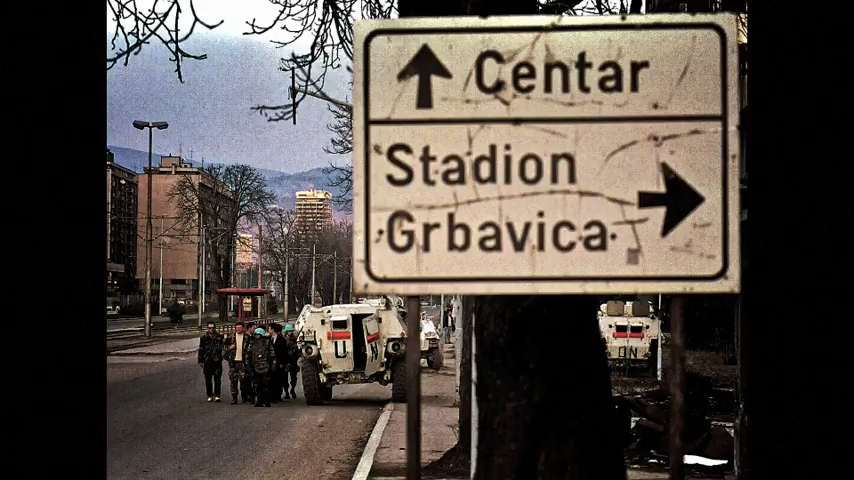 Centar
Stadion
Grbavica
UN
UN